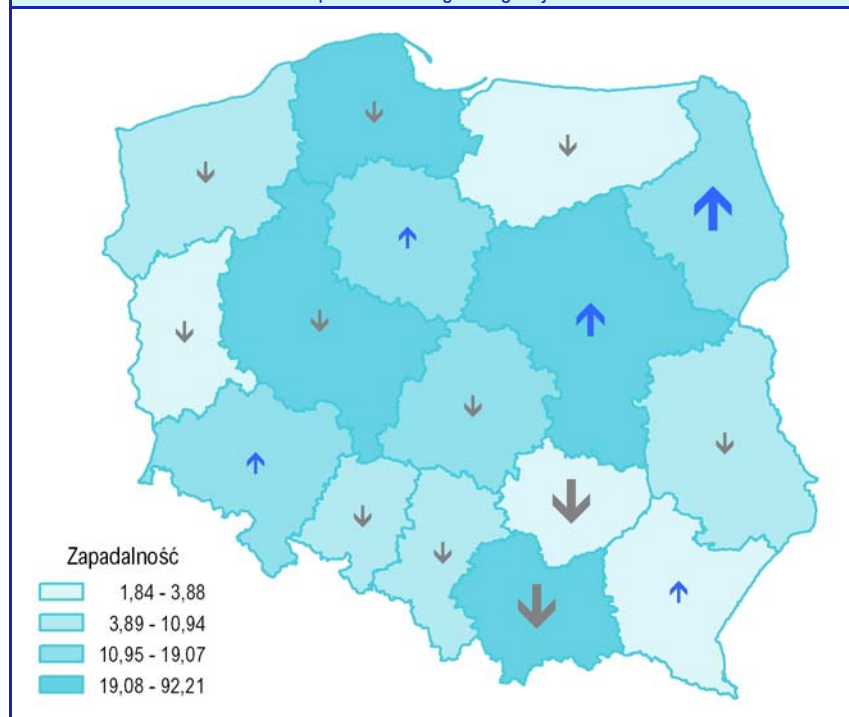 Zapadalność
1,84 - 3,88
3,89 - 10,94
10,95 - 19,07
19,08 - 92,21